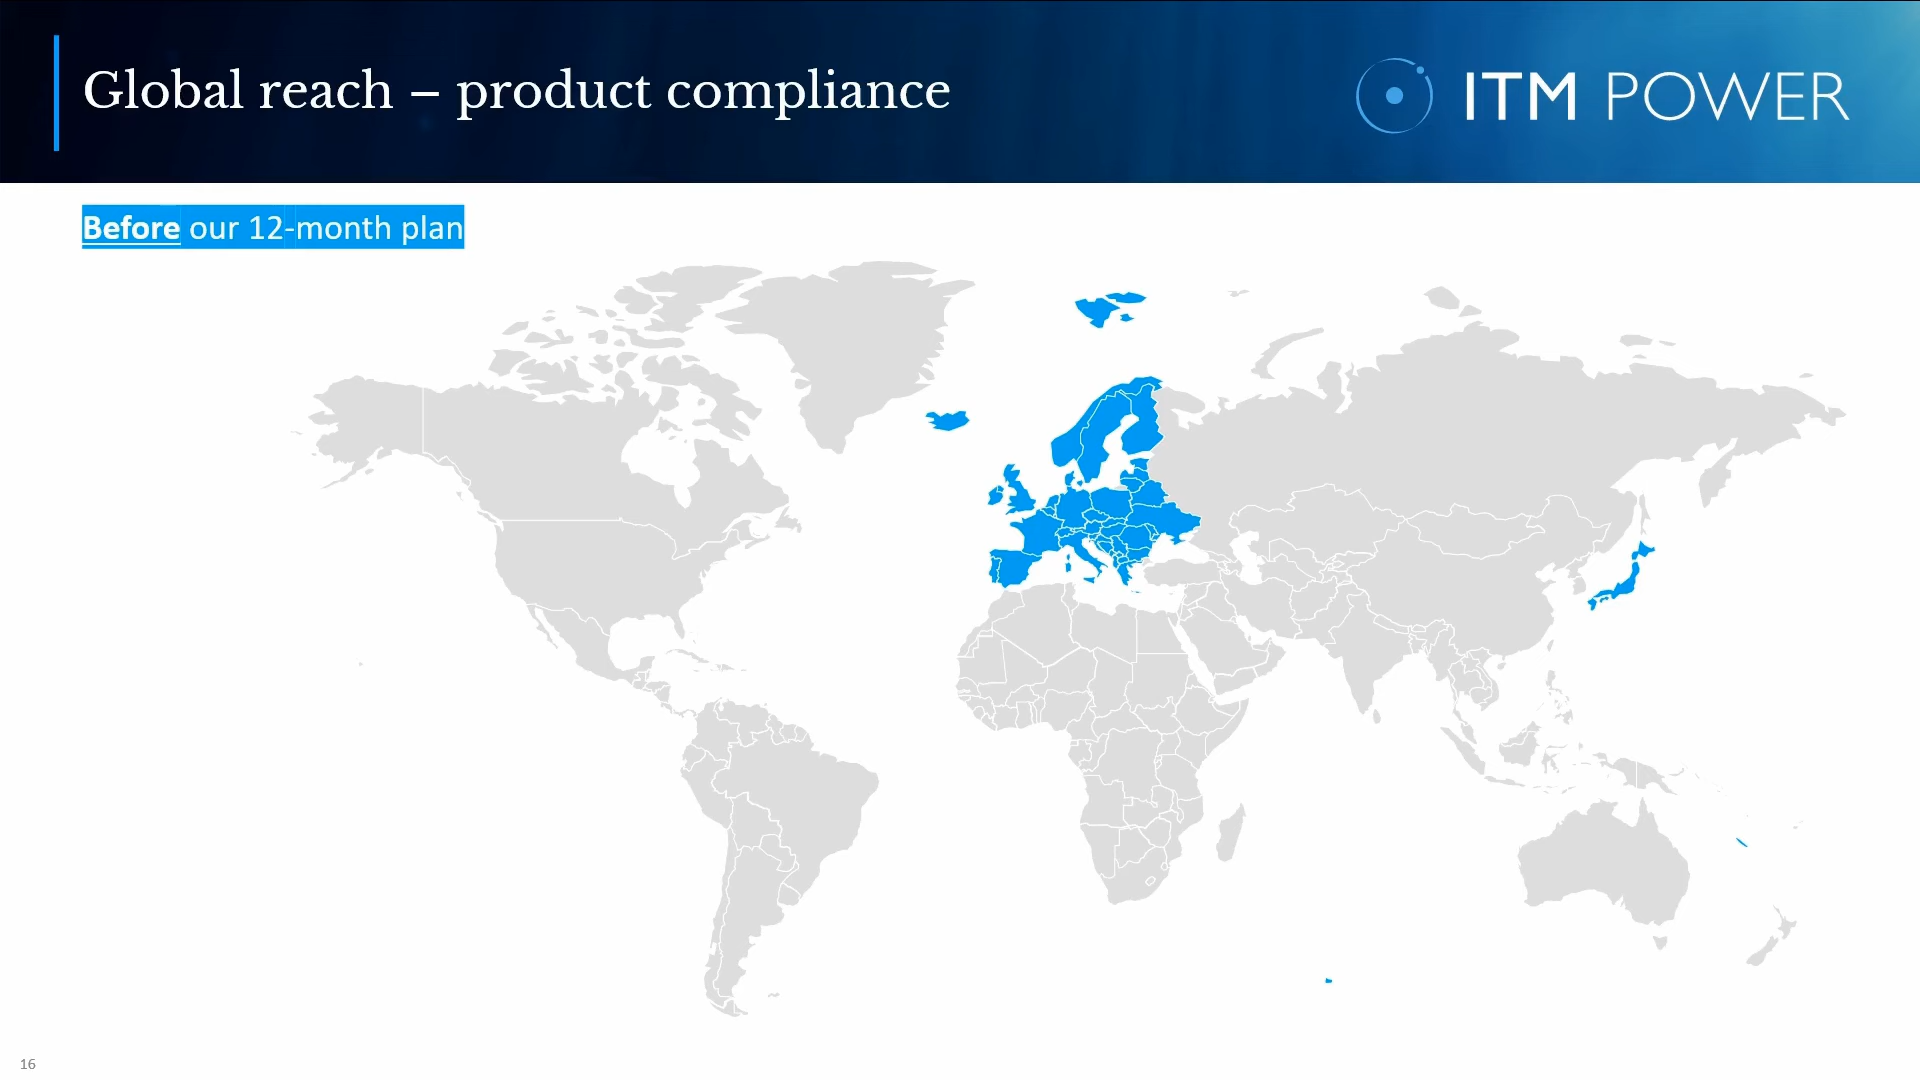 Global reach – product compliance
ITM POWER
Before our 12-month plan
16